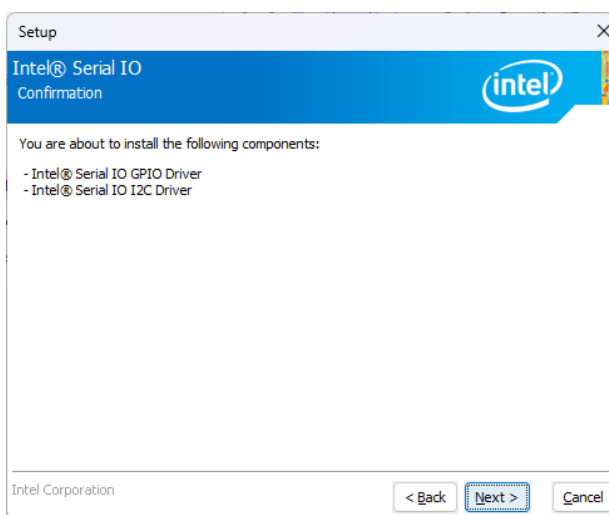 Setup
Intel® Serial IO
Confirmation
intel
You are about to install the following components:
- Intel® Serial IO GPIO Driver
- Intel® Serial IO I2C Driver
Intel Corporation
< Back
Next >
Cancel